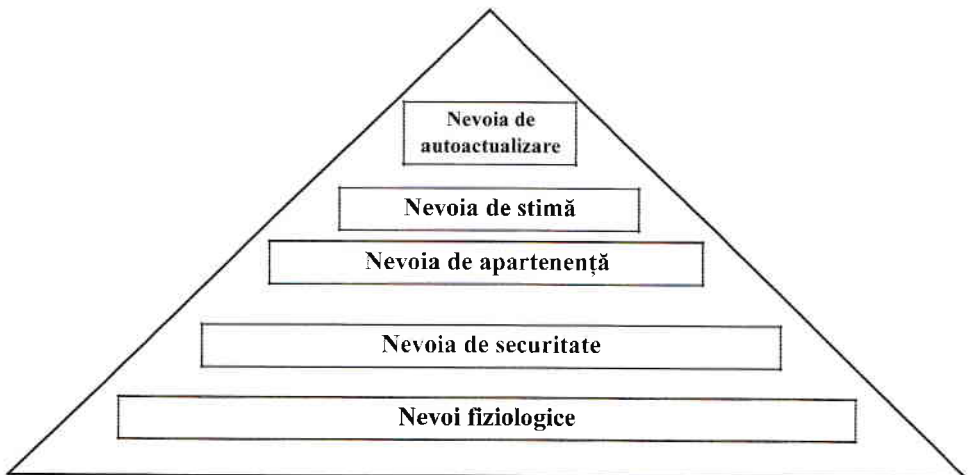 Nevoia de
autoactualizare
Nevoia de stimă
Nevoia de apartenență
Nevoia de securitate
Nevoi fiziologice